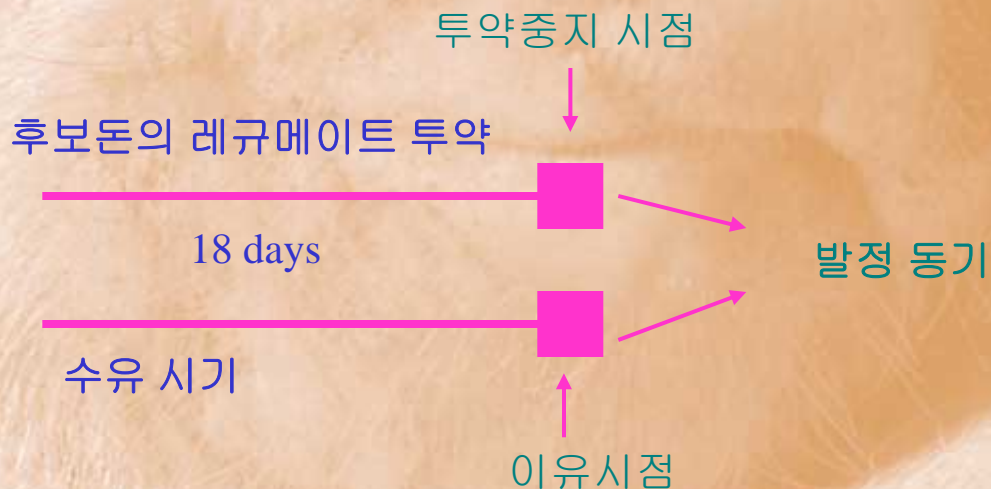 투약중지 시점
후보돈의 레규메이트 투약
18 days
발정 동기
수유 시기
이유시점